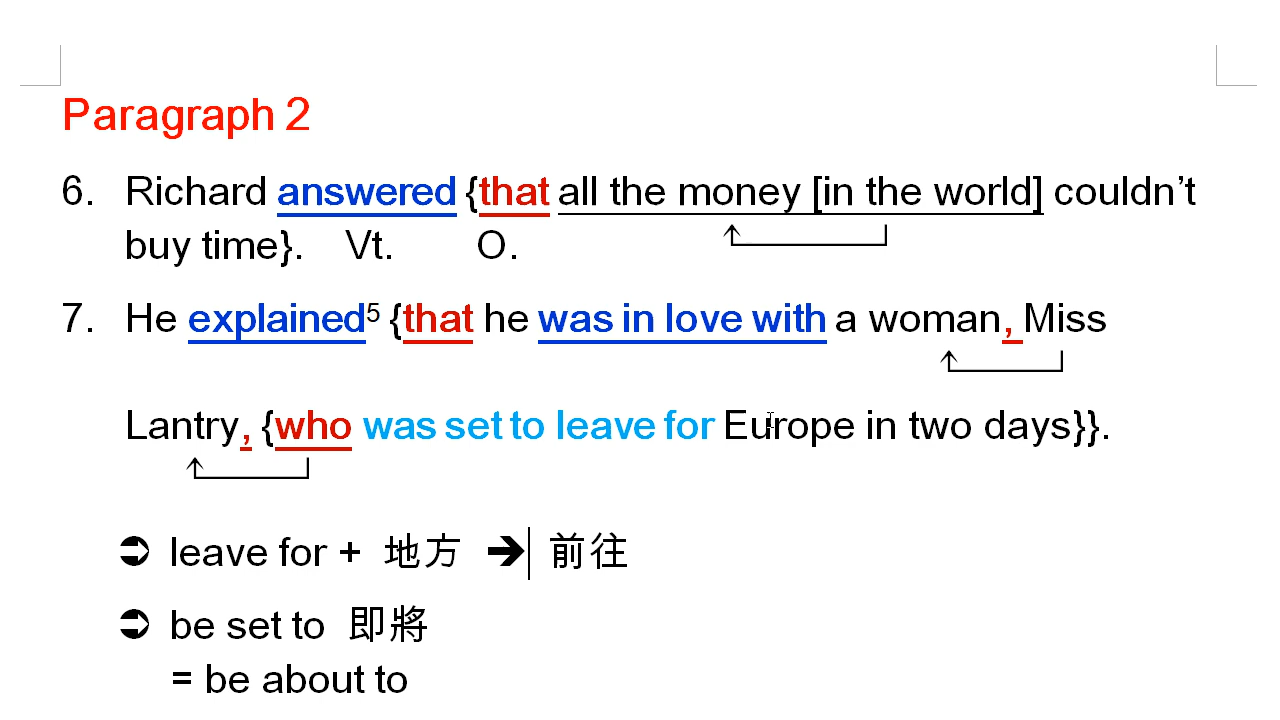 Paragraph 2
6. Richard answered {that all the money [in the world] couldn’t
buy time}. Vt. O.
7. He explained⁵ {that he was in love with a woman, Miss
Lantry, {who was set to leave for Europe in two days}}.
➲ leave for + 地方 ➔ 前往
➲ be set to 即將
= be about to